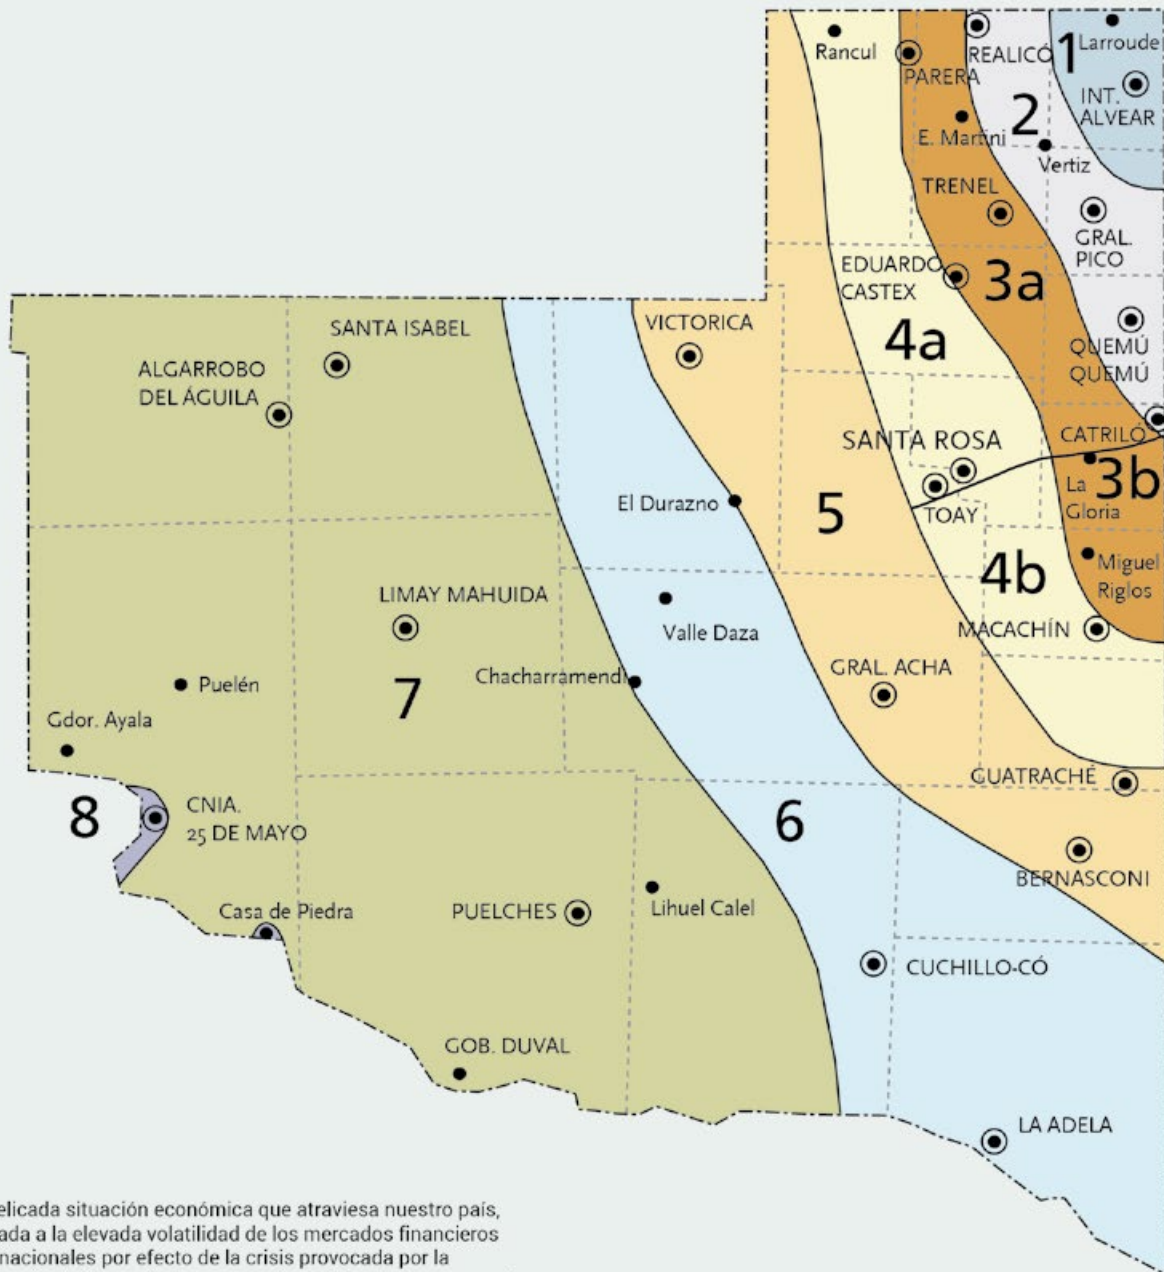 Rancul
PARERA
REALICÓ
1
Larroude
INT.
ALVEAR
2
E. Martini
Vertiz
TRENEL
GRAL.
PICO
EDUARDO
CASTEX
3a
4a
QUEMÚ
QUEMÚ
SANTA ISABEL
VICTORICA
ALGARROBO
DEL ÁGUILA
SANTA ROSA
CATRILÓ
3b
La
Gloria
El Durazno
5
TOAY
4b
Miguel
Riglos
LIMAY MAHUIDA
Valle Daza
MACACHÍN
Puelén
7
Chacharramendi
GRAL. ACHA
Gdor. Ayala
GUATRACHÉ
8
CNIA.
25 DE MAYO
6
BERNASCONI
Casa de Piedra
PUELCHES
Lihuel Calel
CUCHILLO-CÓ
GOB. DUVAL
LA ADELA
elicada situación económica que atraviesa nuestro país,
ada a la elevada volatilidad de los mercados financieros
nacionales por efecto de la crisis provocada por la